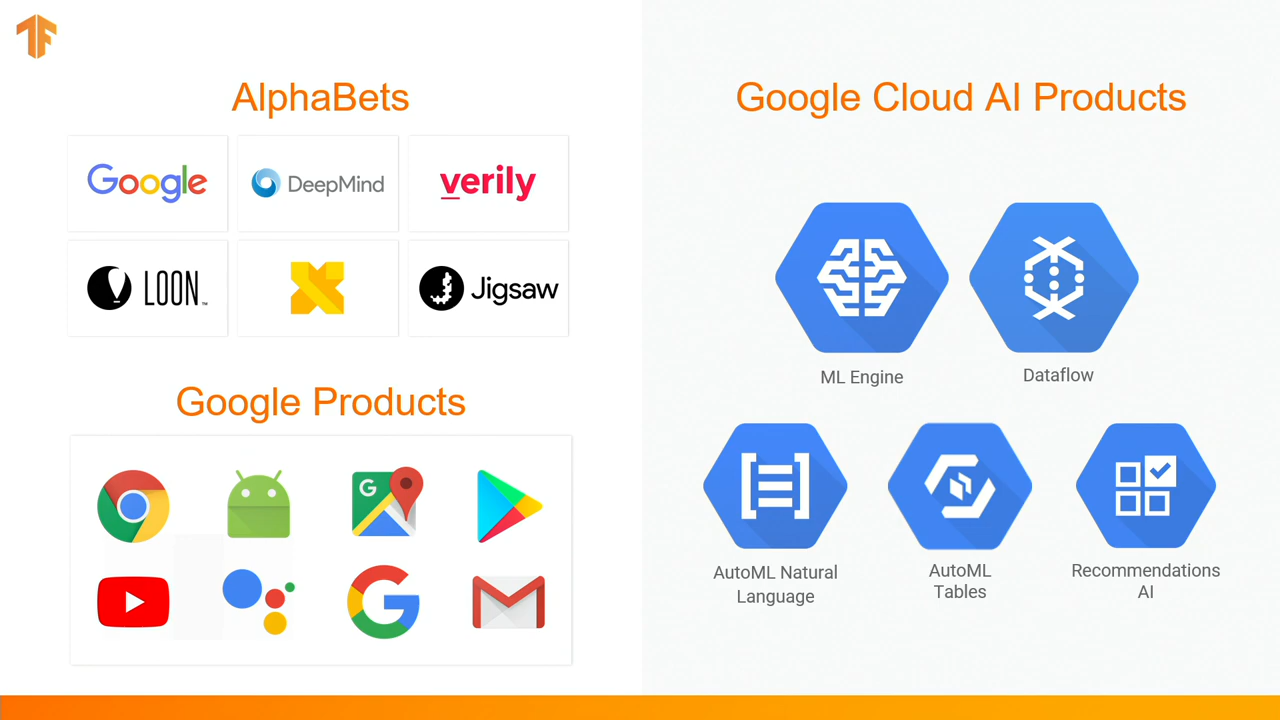 AlphaBets
Google
DeepMind
verily
LOON™
Jigsaw
Google Products
G
G
Google Cloud AI Products
ML Engine
Dataflow
AutoML Natural
Language
AutoML
Tables
Recommendations
AI